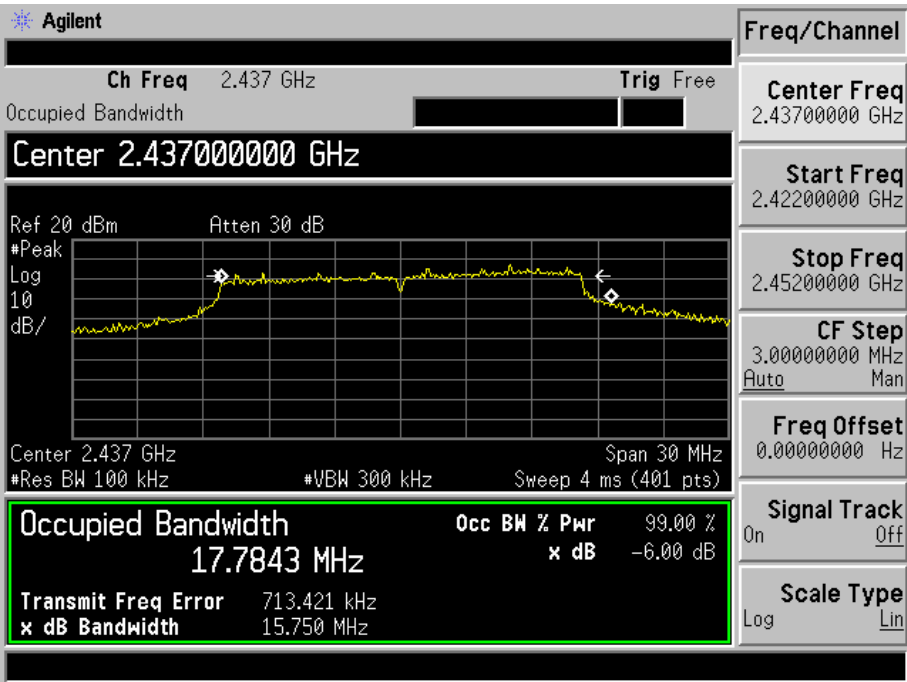 Agilent
Freq/Channel
Ch Freq 2.437 GHz Trig Free
Occupied Bandwidth
Center 2.437000000 GHz
Ref 20 dBm Atten 30 dB
#Peak
Log
10
dB/
Center 2.437 GHz Span 30 MHz
#Res BW 100 kHz #VBW 300 kHz Sweep 4 ms (401 pts)
Occupied Bandwidth
17.7843 MHz
Occ BW % Pwr 99.00 %
x dB -6.00 dB
Transmit Freq Error 713.421 kHz
x dB Bandwidth 15.750 MHz
Center Freq
2.43700000 GHz
Start Freq
2.42200000 GHz
Stop Freq
2.45200000 GHz
CF Step
3.00000000 MHz
Auto Man
Freq Offset
0.00000000 Hz
Signal Track
On Off
Scale Type
Log Lin